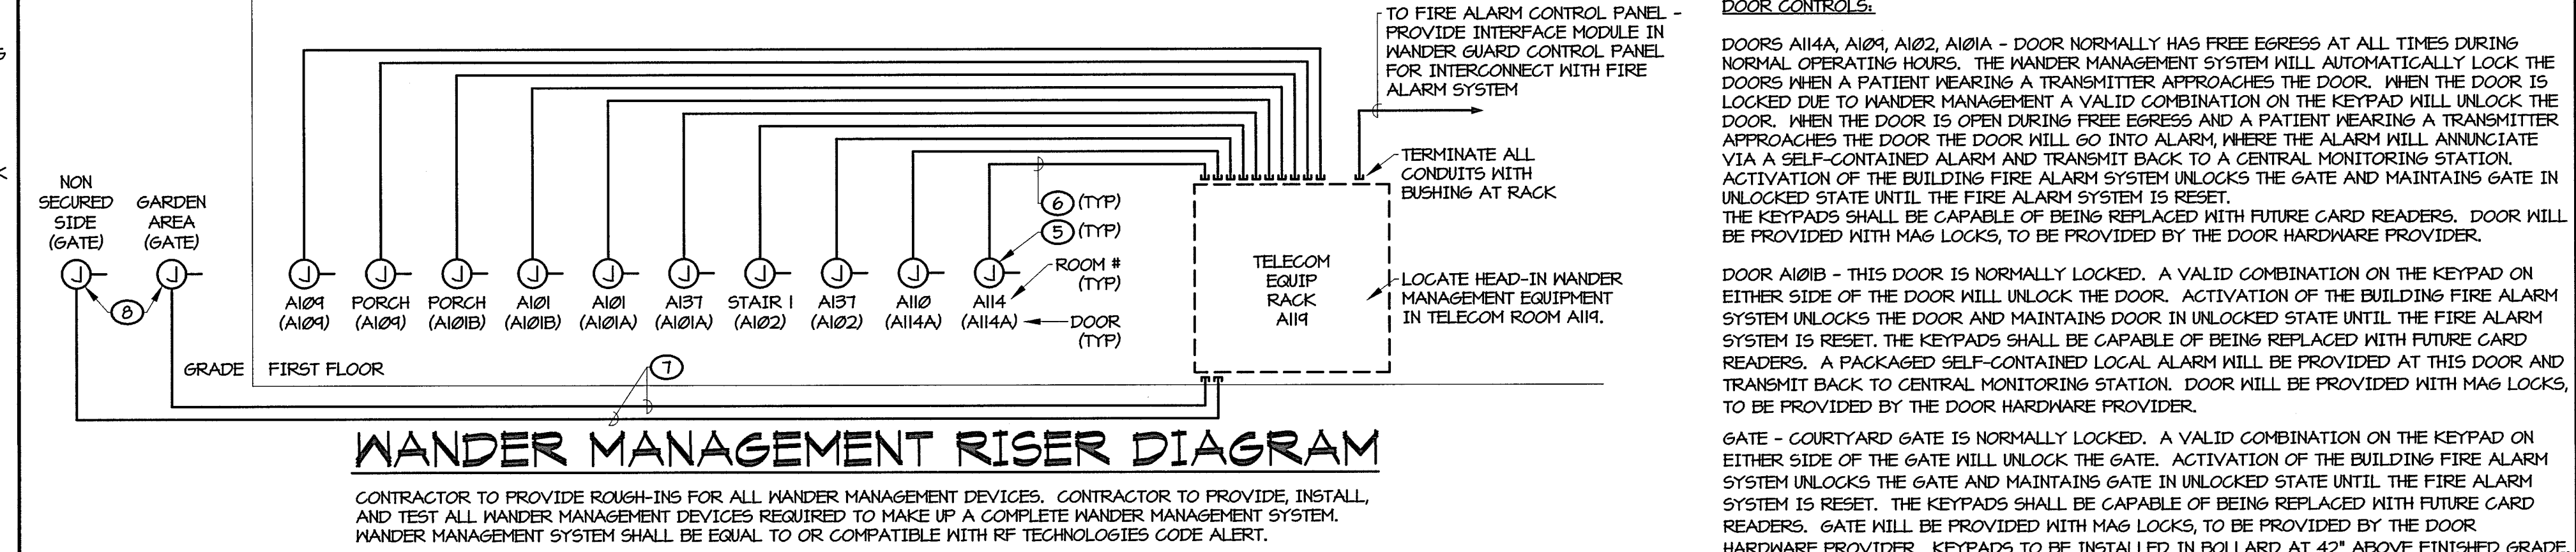 TO FIRE ALARM CONTROL PANEL -
PROVIDE INTERFACE MODULE IN
WANDER GUARD CONTROL PANEL
FOR INTERCONNECT WITH FIRE
ALARM SYSTEM
TERMINATE ALL
CONDUITS WITH
BUSHING AT RACK
NON
SECURED
SIDE
(GATE)
GARDEN
AREA
(GATE)
6 (TYP)
5 (TYP)
ROOM #
(TYP)
J J J J J J J J J J J J
8
A109
(A109)
PORCH
(A109)
PORCH
(A101B)
A101
(A101B)
A101
(A101A)
A137
(A101A)
STAIR 1
(A102)
A137
(A102)
A110
(A114A)
A114
(A114A)
DOOR
(TYP)
TELECOM
EQUIP
RACK
A119
LOCATE HEAD-IN WANDER
MANAGEMENT EQUIPMENT
IN TELECOM ROOM A119.
GRADE
FIRST FLOOR
7
WANDER MANAGEMENT RISER DIAGRAM
CONTRACTOR TO PROVIDE ROUGH-INS FOR ALL WANDER MANAGEMENT DEVICES. CONTRACTOR TO PROVIDE, INSTALL,
AND TEST ALL WANDER MANAGEMENT DEVICES REQUIRED TO MAKE UP A COMPLETE WANDER MANAGEMENT SYSTEM.
WANDER MANAGEMENT SYSTEM SHALL BE EQUAL TO OR COMPATIBLE WITH RF TECHNOLOGIES CODE ALERT.
DOOR CONTROLS:
DOORS A114A, A109, A102, A101A - DOOR NORMALLY HAS FREE EGRESS AT ALL TIMES DURING
NORMAL OPERATING HOURS. THE WANDER MANAGEMENT SYSTEM WILL AUTOMATICALLY LOCK THE
DOORS WHEN A PATIENT WEARING A TRANSMITTER APPROACHES THE DOOR. WHEN THE DOOR IS
LOCKED DUE TO WANDER MANAGEMENT A VALID COMBINATION ON THE KEYPAD WILL UNLOCK THE
DOOR. WHEN THE DOOR IS OPEN DURING FREE EGRESS AND A PATIENT WEARING A TRANSMITTER
APPROACHES THE DOOR THE DOOR WILL GO INTO ALARM, WHERE THE ALARM WILL ANNUNCIATE
VIA A SELF-CONTAINED ALARM AND TRANSMIT BACK TO A CENTRAL MONITORING STATION.
ACTIVATION OF THE BUILDING FIRE ALARM SYSTEM UNLOCKS THE GATE AND MAINTAINS GATE IN
UNLOCKED STATE UNTIL THE FIRE ALARM SYSTEM IS RESET.
THE KEYPADS SHALL BE CAPABLE OF BEING REPLACED WITH FUTURE CARD READERS. DOOR WILL
BE PROVIDED WITH MAG LOCKS, TO BE PROVIDED BY THE DOOR HARDWARE PROVIDER.
DOOR A101B - THIS DOOR IS NORMALLY LOCKED. A VALID COMBINATION ON THE KEYPAD ON
EITHER SIDE OF THE DOOR WILL UNLOCK THE DOOR. ACTIVATION OF THE BUILDING FIRE ALARM
SYSTEM UNLOCKS THE DOOR AND MAINTAINS DOOR IN UNLOCKED STATE UNTIL THE FIRE ALARM
SYSTEM IS RESET. THE KEYPADS SHALL BE CAPABLE OF BEING REPLACED WITH FUTURE CARD
READERS. A PACKAGED SELF-CONTAINED LOCAL ALARM WILL BE PROVIDED AT THIS DOOR AND
TRANSMIT BACK TO CENTRAL MONITORING STATION. DOOR WILL BE PROVIDED WITH MAG LOCKS,
TO BE PROVIDED BY THE DOOR HARDWARE PROVIDER.
GATE - COURTYARD GATE IS NORMALLY LOCKED. A VALID COMBINATION ON THE KEYPAD ON
EITHER SIDE OF THE GATE WILL UNLOCK THE GATE. ACTIVATION OF THE BUILDING FIRE ALARM
SYSTEM UNLOCKS THE GATE AND MAINTAINS GATE IN UNLOCKED STATE UNTIL THE FIRE ALARM
SYSTEM IS RESET. THE KEYPADS SHALL BE CAPABLE OF BEING REPLACED WITH FUTURE CARD
READERS. GATE WILL BE PROVIDED WITH MAG LOCKS, TO BE PROVIDED BY THE DOOR
HARDWARE PROVIDER. KEYPADS TO BE INSTALLED IN BOLLARD AT 42" ABOVE FINISHED GRADE